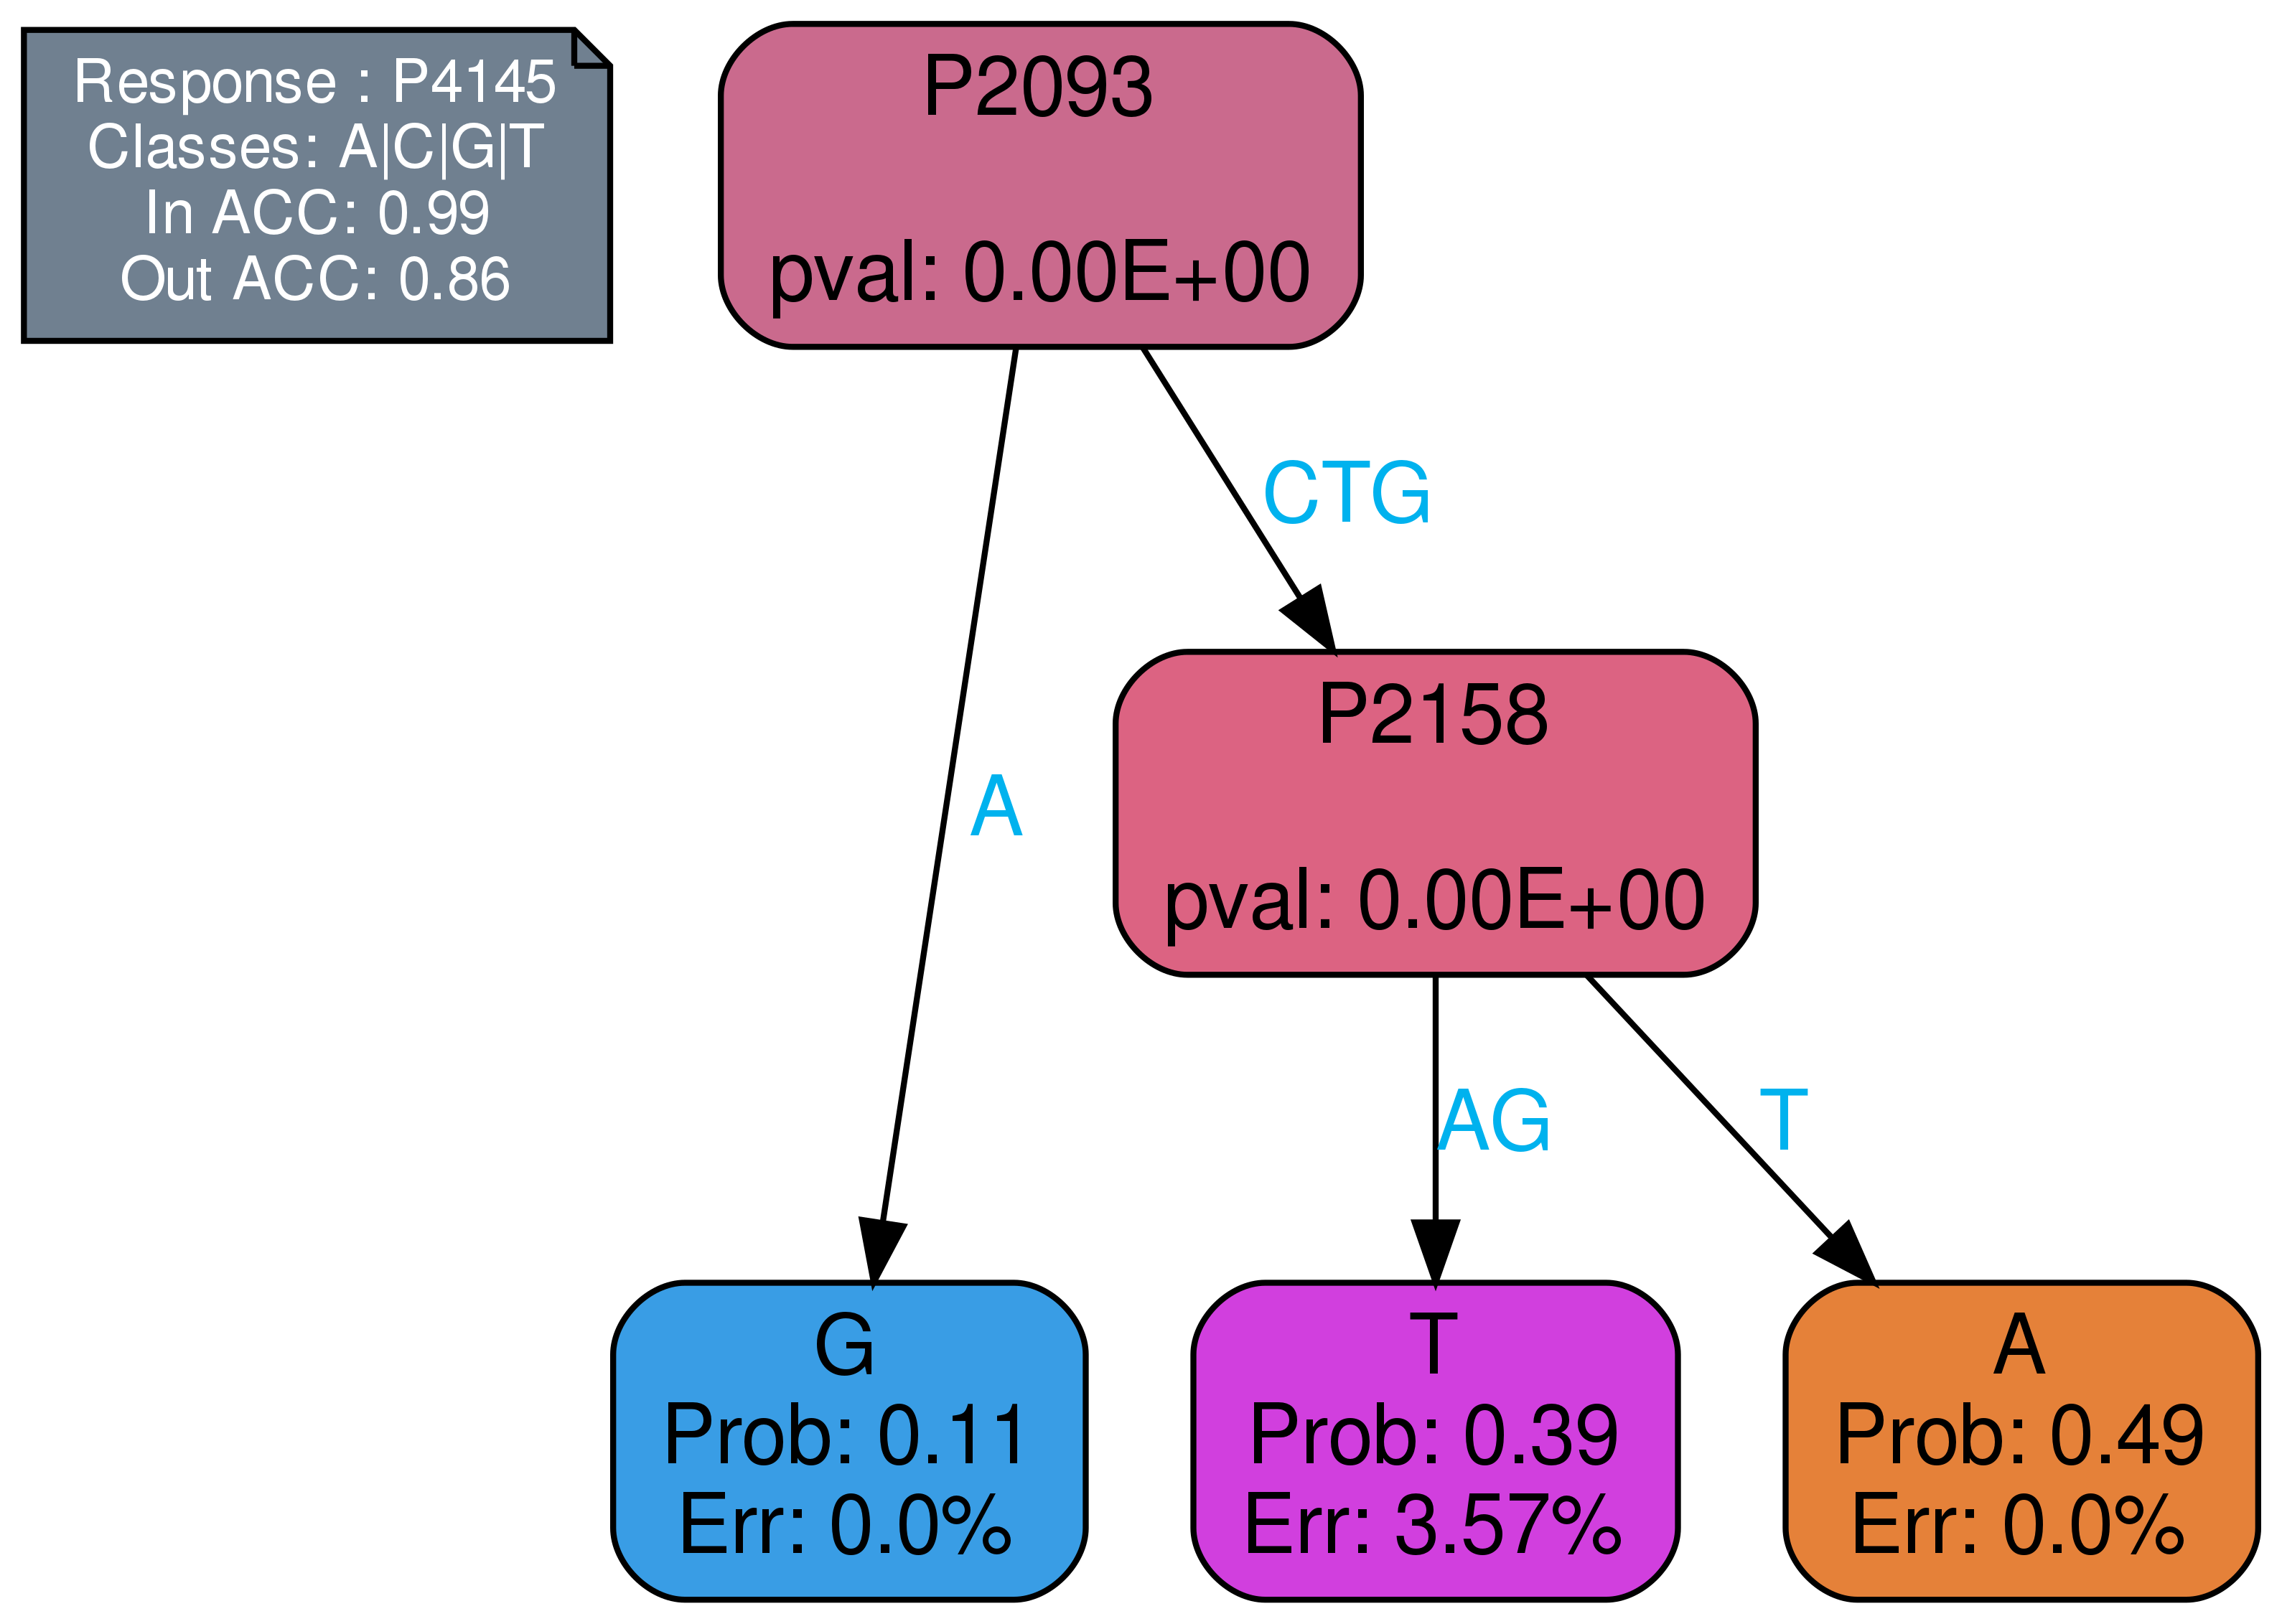 Response : P4145
Classes: A|C|G|T
In ACC: 0.99
Out ACC: 0.86
P2093
pval: 0.00E+00
CTG
A
P2158
pval: 0.00E+00
AG
T
G
Prob: 0.11
Err: 0.0%
T
Prob: 0.39
Err: 3.57%
A
Prob: 0.49
Err: 0.0%